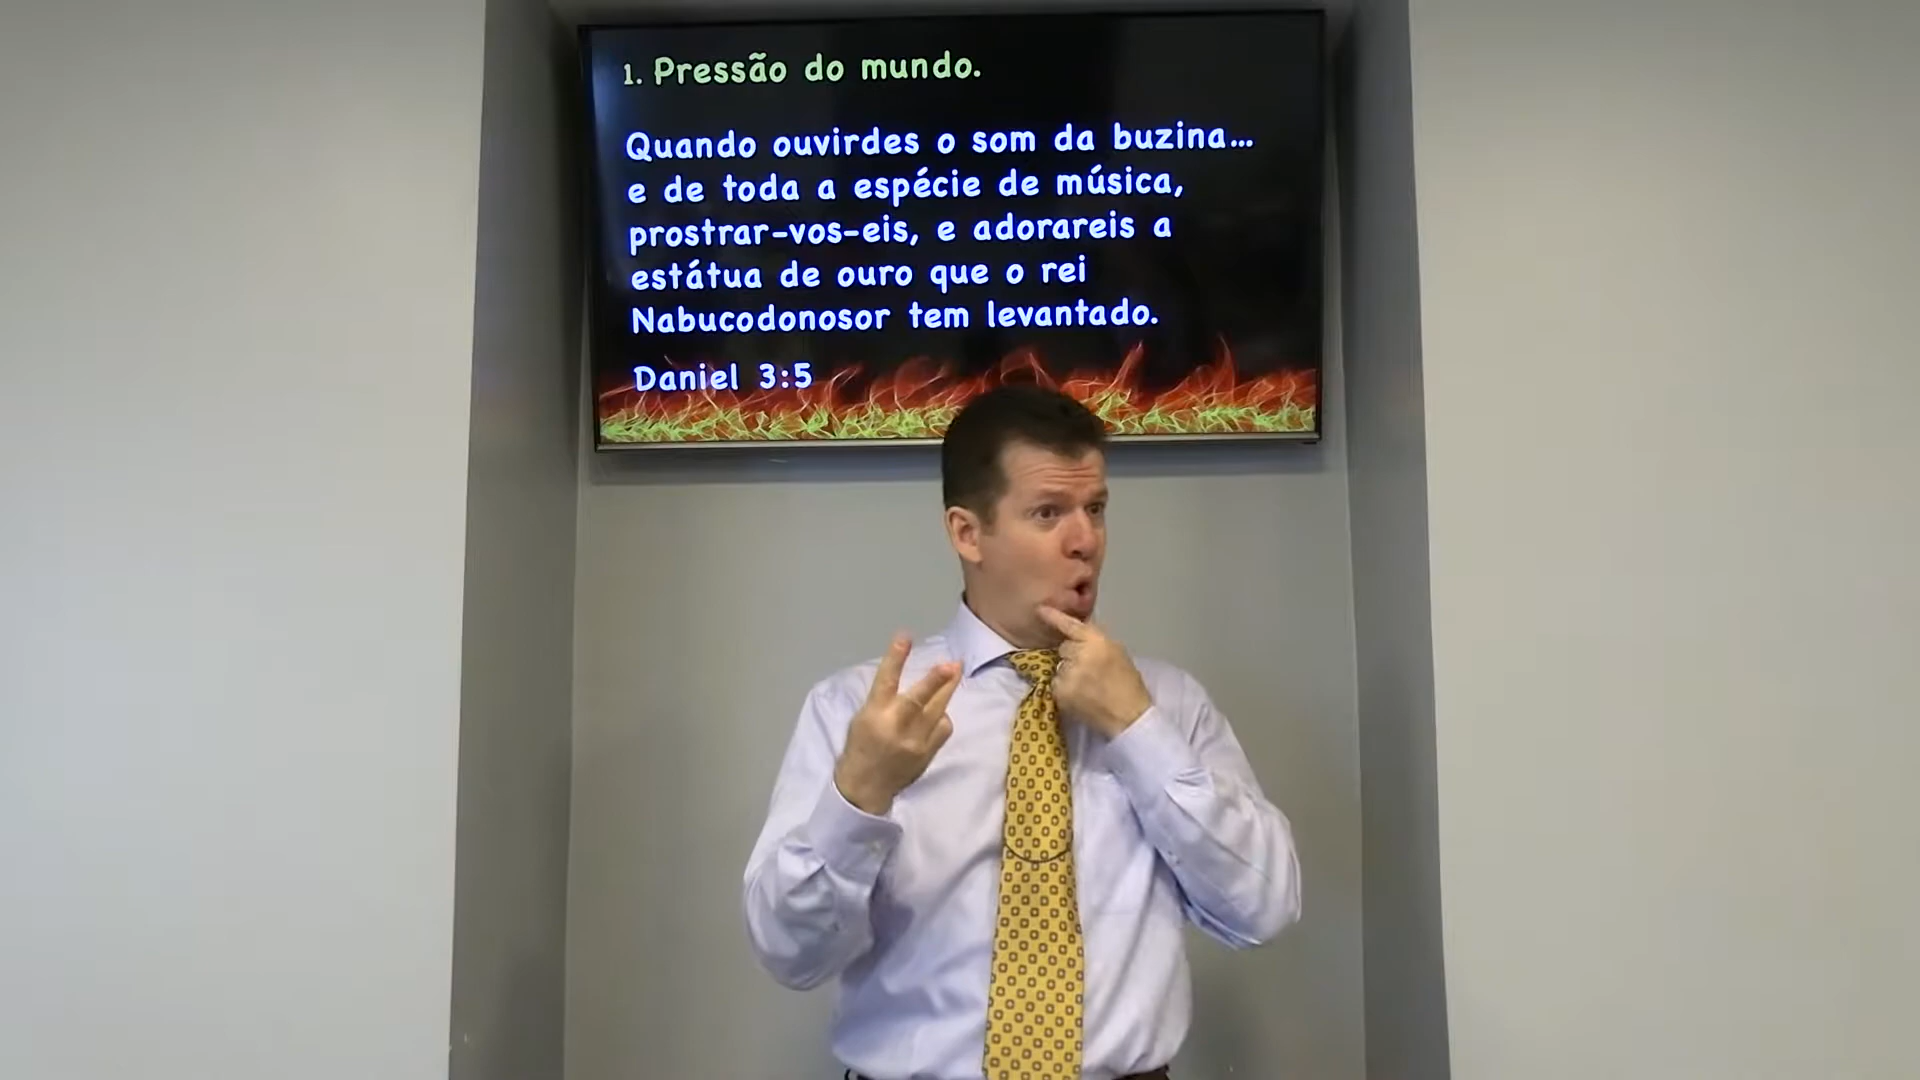 1. Pressão do mundo.
Quando ouvirdes o som da buzina...
e de toda a espécie de música,
prostrar-vos-eis, e adorareis a
estátua de ouro que o rei
Nabucodonosor tem levantado.
Daniel 3:5